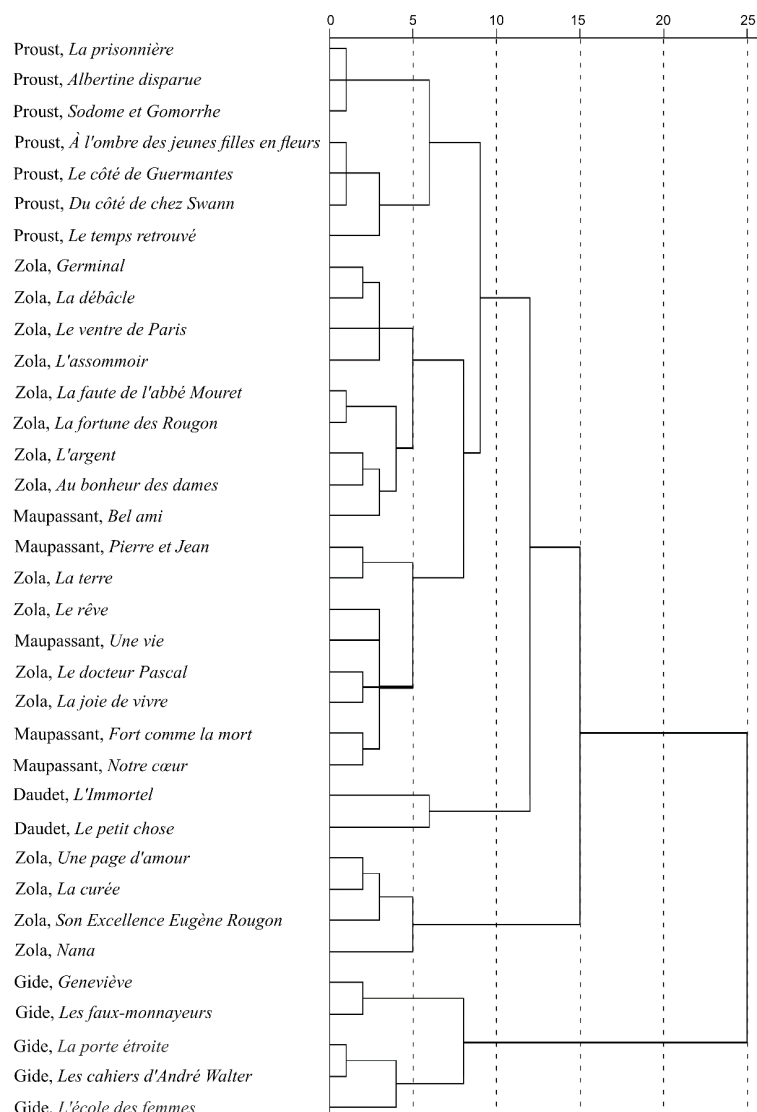 0 5 10 15 20 25
Proust, La prisonnière
Proust, Albertine disparue
Proust, Sodome et Gomorrhe
Proust, À l'ombre des jeunes filles en fleurs
Proust, Le côté de Guermantes
Proust, Du côté de chez Swann
Proust, Le temps retrouvé
Zola, Germinal
Zola, La débâcle
Zola, Le ventre de Paris
Zola, L'assommoir
Zola, La faute de l'abbé Mouret
Zola, La fortune des Rougon
Zola, L'argent
Zola, Au bonheur des dames
Maupassant, Bel ami
Maupassant, Pierre et Jean
Zola, La terre
Zola, Le rêve
Maupassant, Une vie
Zola, Le docteur Pascal
Zola, La joie de vivre
Maupassant, Fort comme la mort
Maupassant, Notre cœur
Daudet, L'Immortel
Daudet, Le petit chose
Zola, Une page d'amour
Zola, La curée
Zola, Son Excellence Eugène Rougon
Zola, Nana
Gide, Geneviève
Gide, Les faux-monnayeurs
Gide, La porte étroite
Gide, Les cahiers d'André Walter
Gide, L'école des femmes